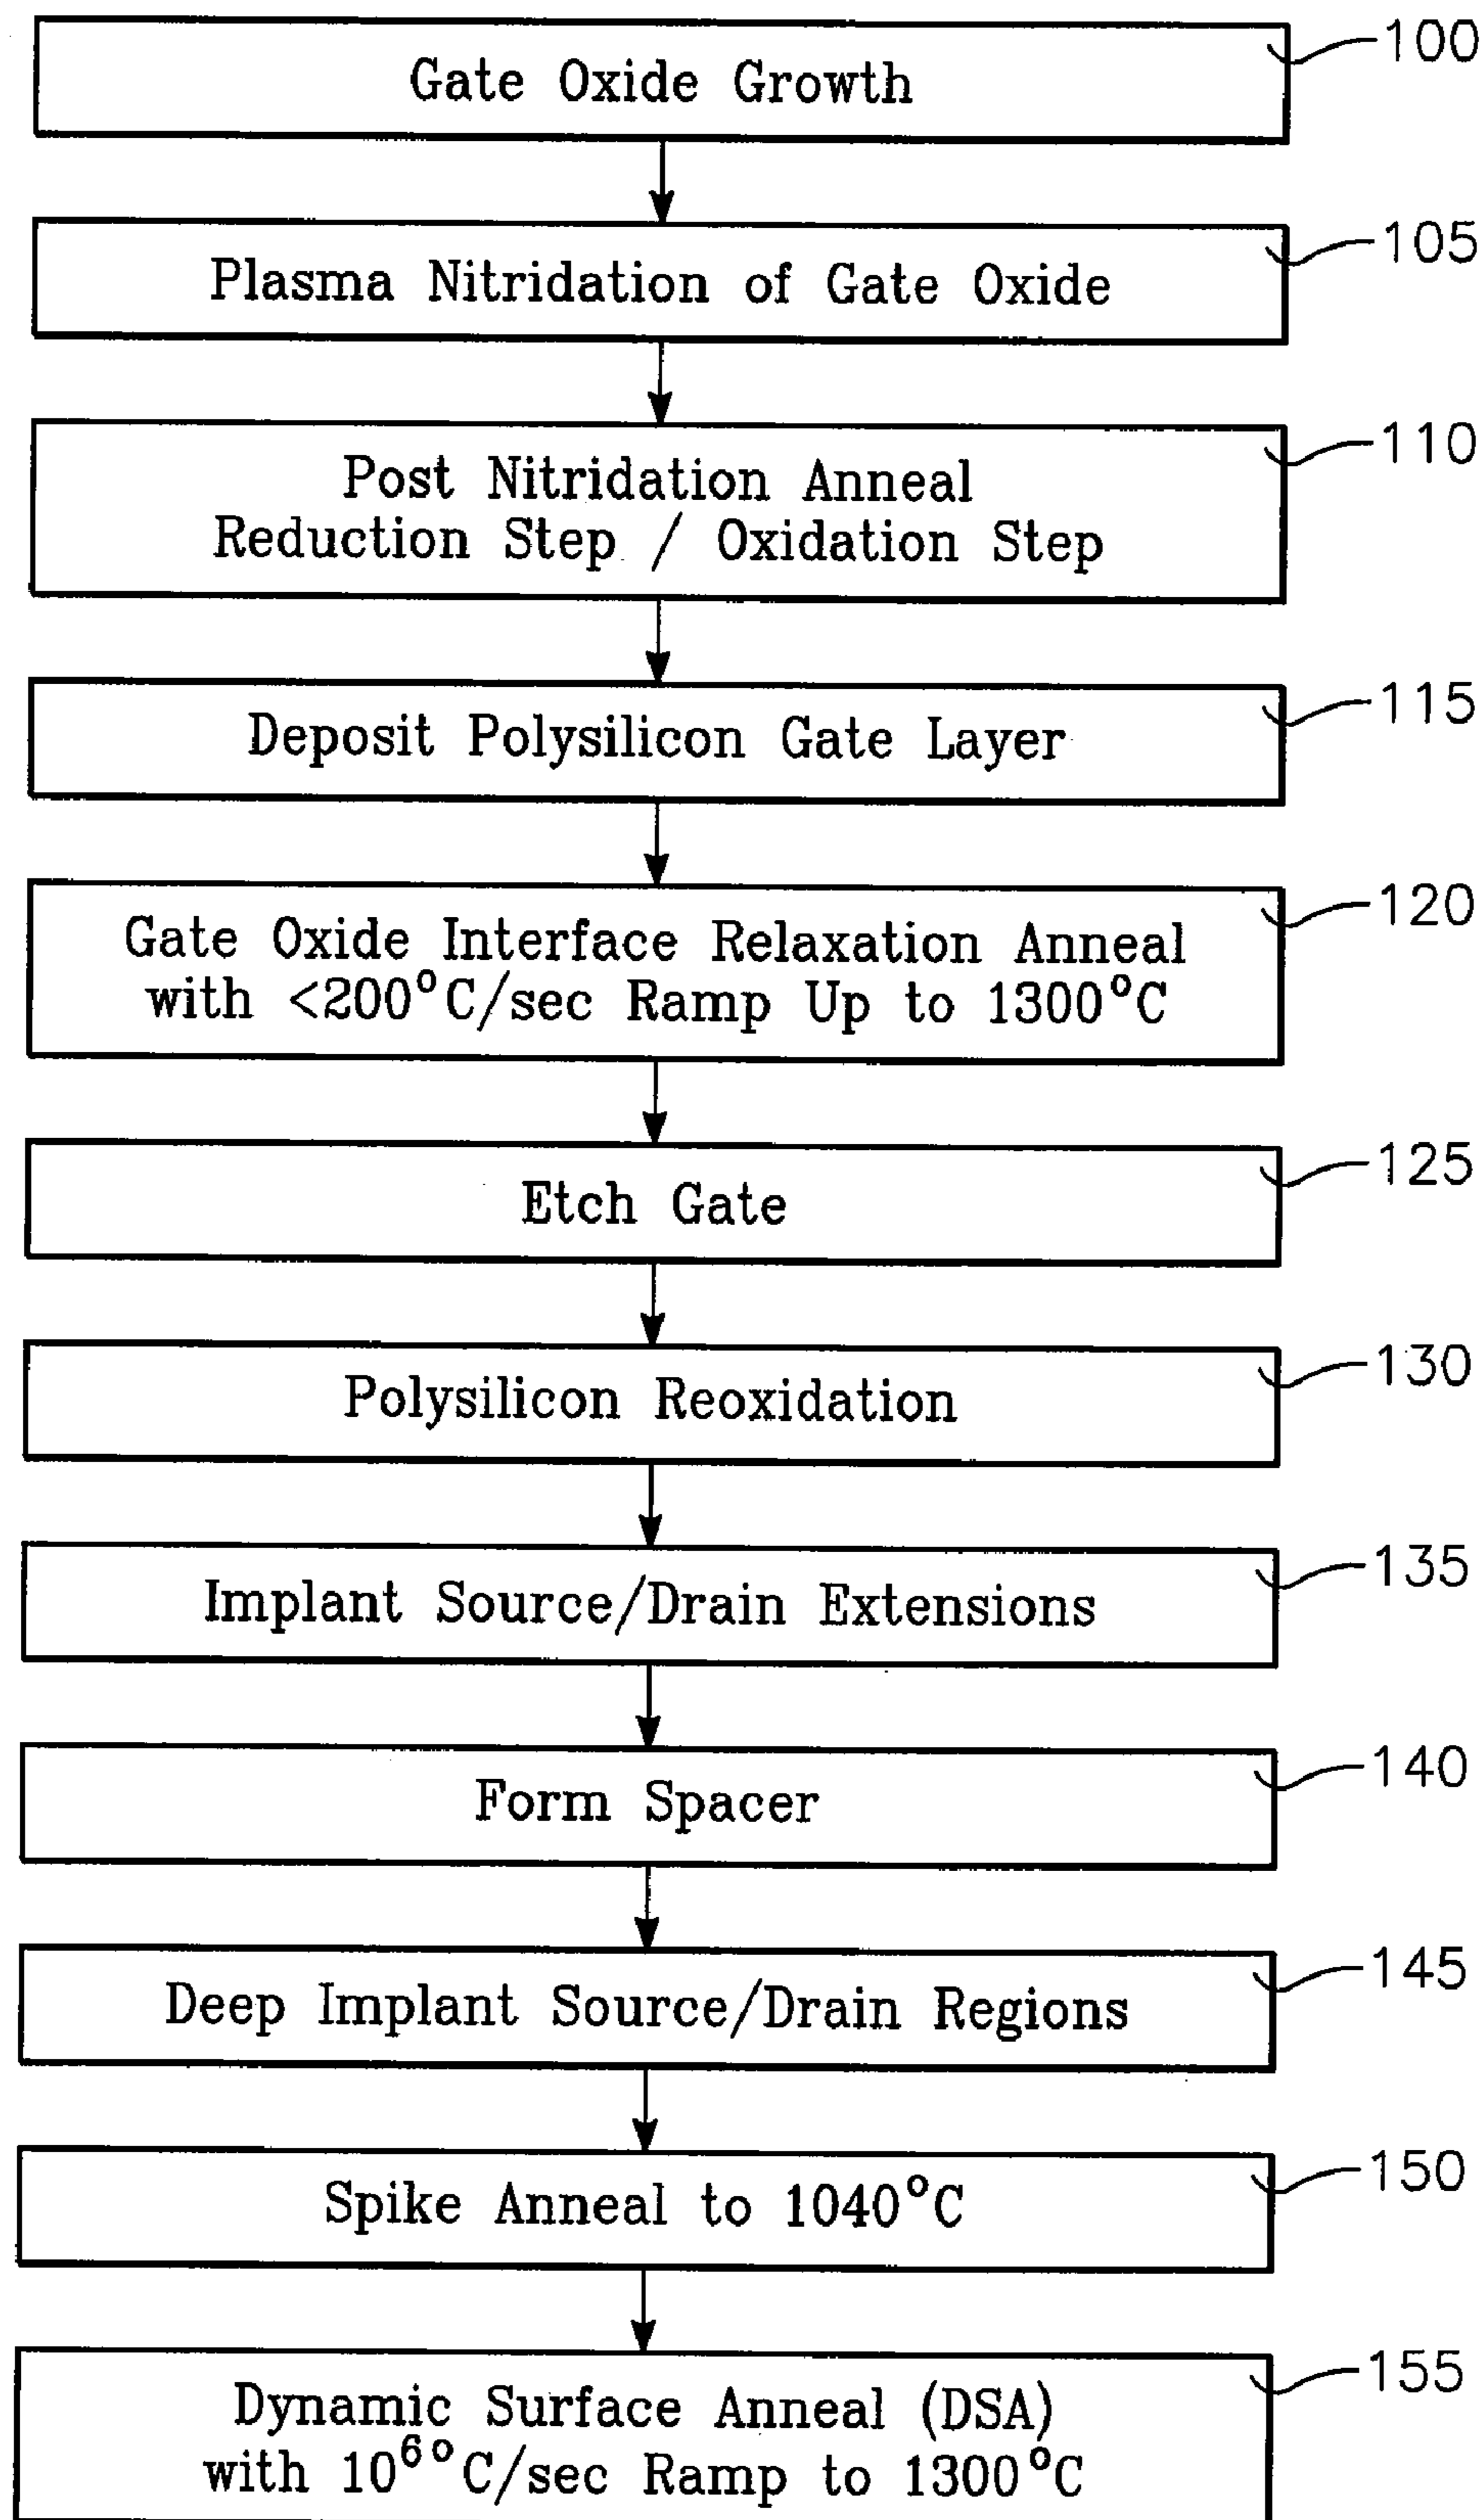 Gate Oxide Growth
100
Plasma Nitridation of Gate Oxide
105
Post Nitridation Anneal
Reduction Step / Oxidation Step
110
Deposit Polysilicon Gate Layer
115
Gate Oxide Interface Relaxation Anneal
with <200°C/sec Ramp Up to 1300°C
120
Etch Gate
125
Polysilicon Reoxidation
130
Implant Source/Drain Extensions
135
Form Spacer
140
Deep Implant Source/Drain Regions
145
Spike Anneal to 1040°C
150
Dynamic Surface Anneal (DSA)
with 10⁶°C/sec Ramp to 1300°C
155